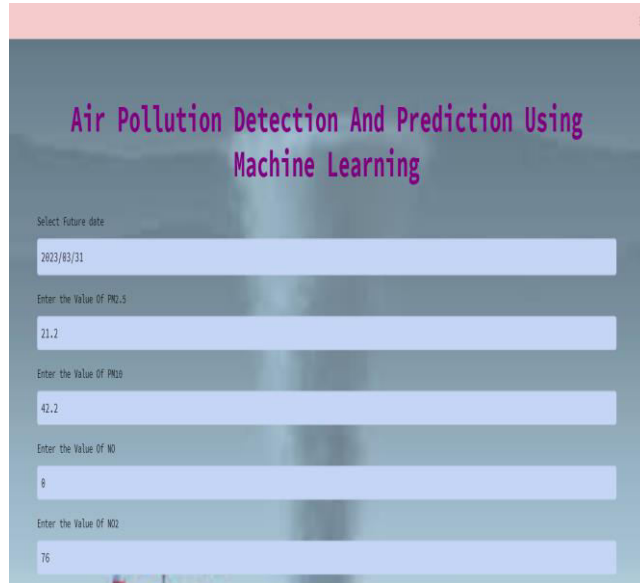 Air Pollution Detection And Prediction Using
Machine Learning
Select Future date
2023/03/31
Enter the Value Of PM2.5
21.2
Enter the Value Of PM10
42.2
Enter the Value Of NO
Enter the Value Of NO2
76